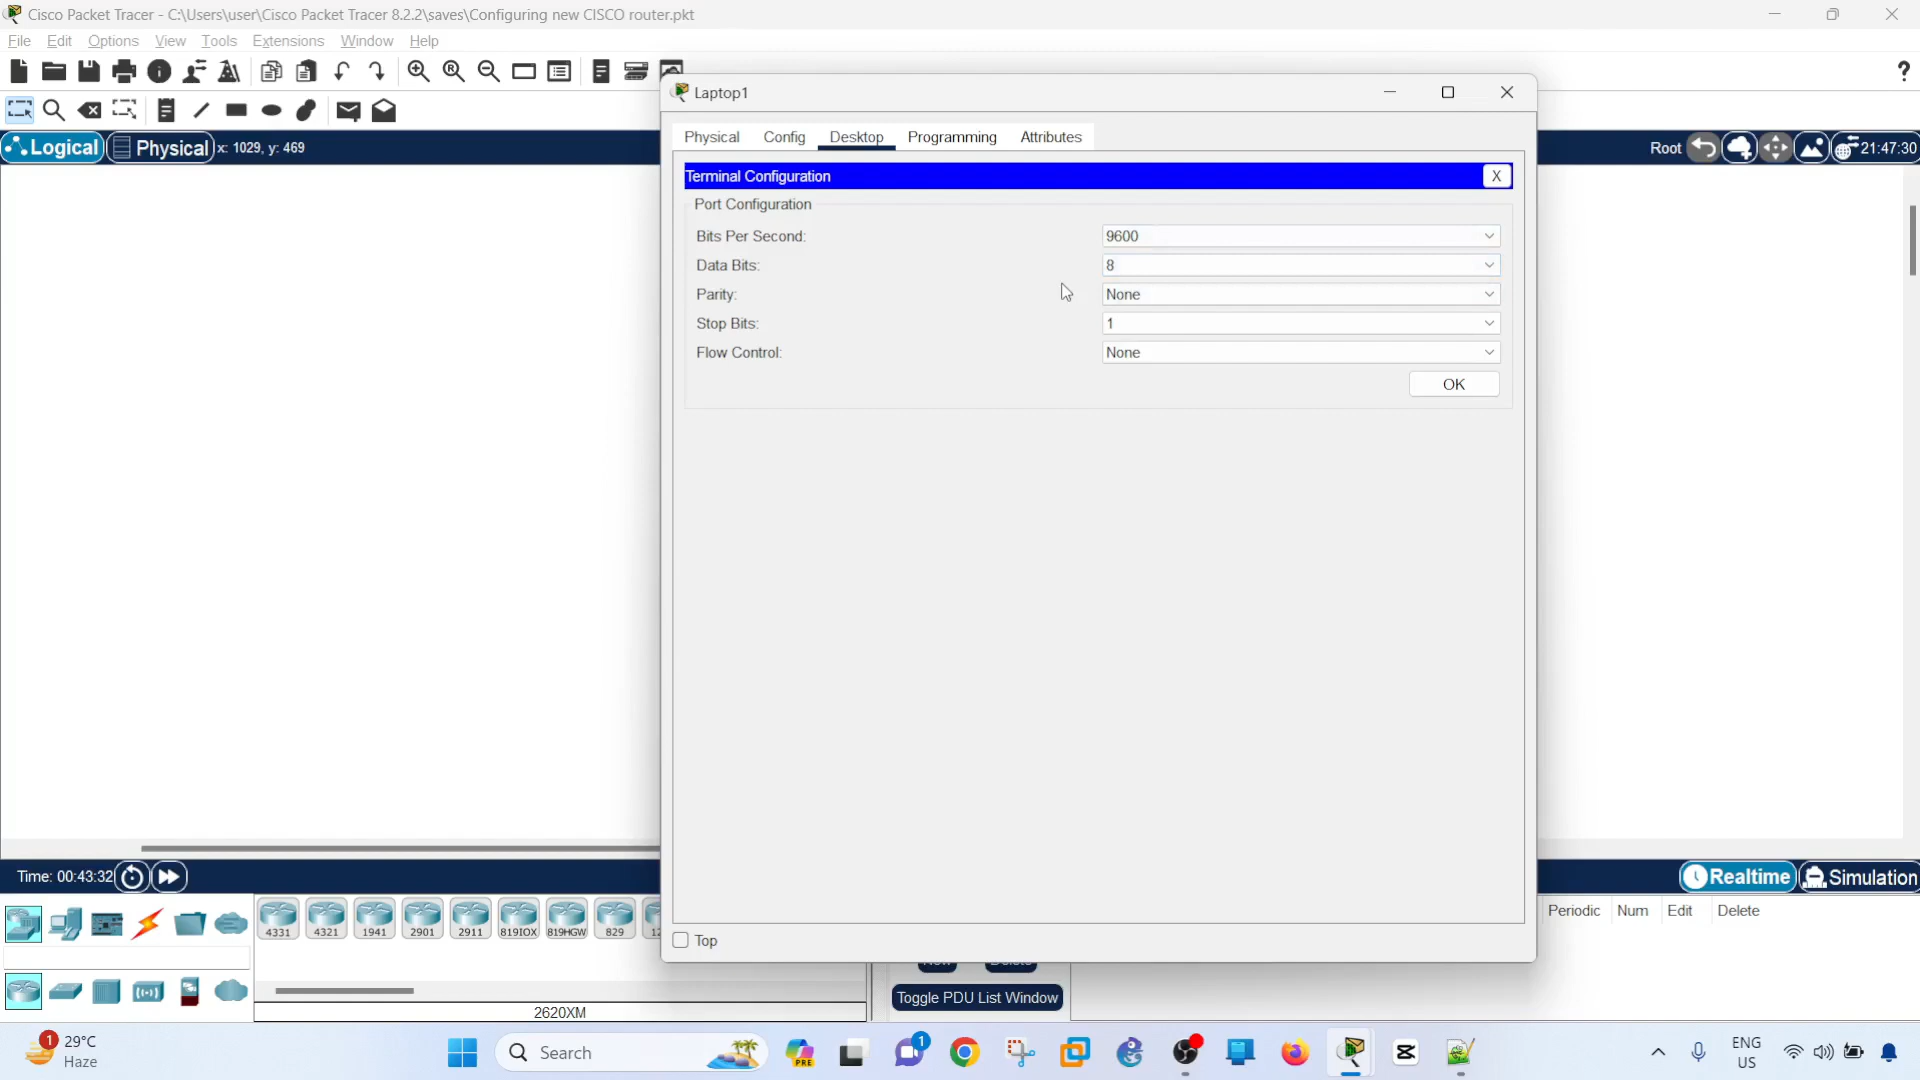 Cisco Packet Tracer - C:\Users\user\Cisco Packet Tracer 8.2.2\saves\Configuring new CISCO router.pkt
File Edit Options View Tools Extensions Window Help
?
Laptop1
Logical Physical x: 1029, y: 469
Root 21:47:30
Physical Config Desktop Programming Attributes
Terminal Configuration X
Port Configuration
Bits Per Second: 9600
Data Bits: 8
Parity: None
Stop Bits: 1
Flow Control: None
OK
Top
Time: 00:43:32
Realtime Simulation
4331 4321 1941 2901 2911 819IOX 819HGW 829
Periodic Num Edit Delete
Toggle PDU List Window
2620XM
1 29°C
Haze
Search
PRE
1
ENG
US